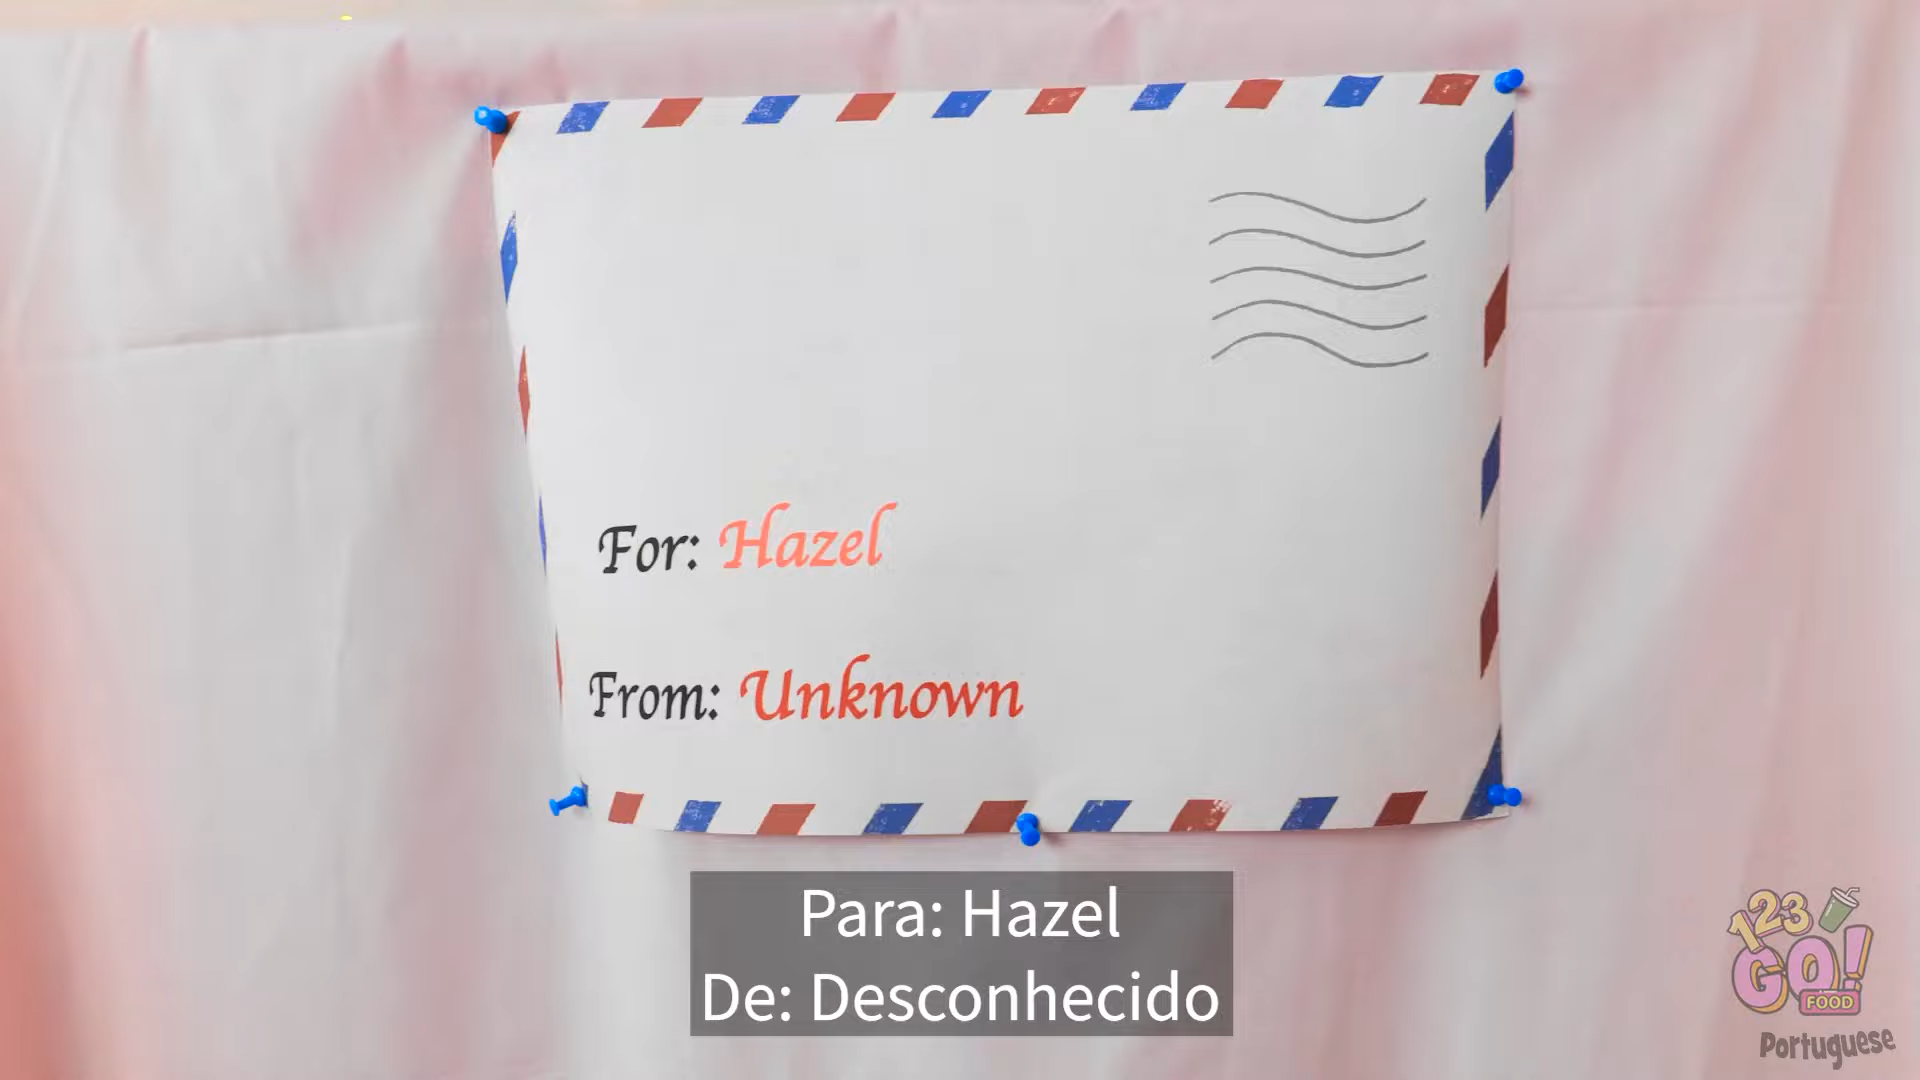 For: Hazel
From: Unknown
Para: Hazel
De: Desconhecido
123
GO!
FOOD
Portuguese